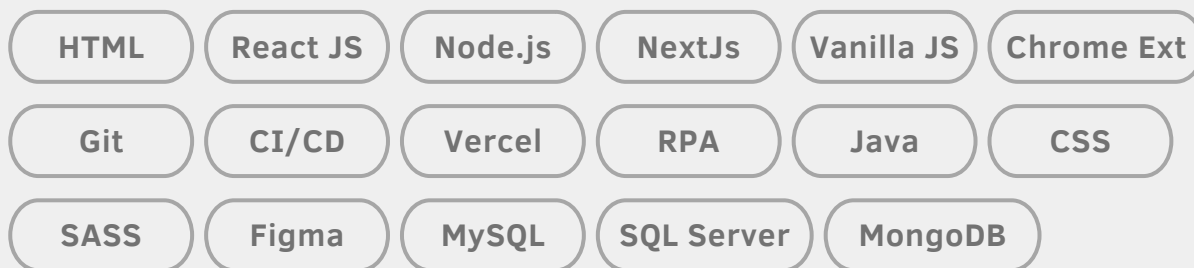 HTML React JS Node.js NextJs Vanilla JS Chrome Ext
Git CI/CD Vercel RPA Java CSS
SASS Figma MySQL SQL Server MongoDB